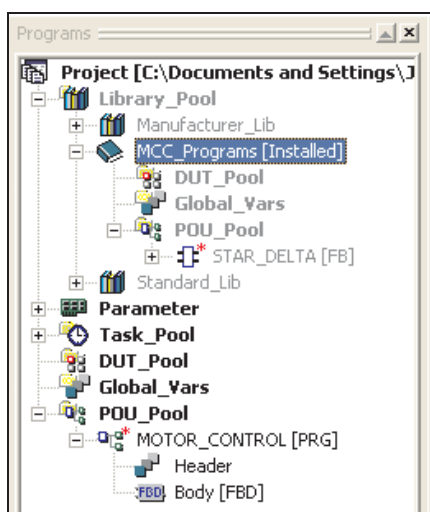 Programs
Project [C:\Documents and Settings\J
Library_Pool
Manufacturer_Lib
MCC_Programs [Installed]
DUT_Pool
Global_Vars
POU_Pool
STAR_DELTA [FB]
Standard_Lib
Parameter
Task_Pool
DUT_Pool
Global_Vars
POU_Pool
MOTOR_CONTROL [PRG]
Header
FBD Body [FBD]